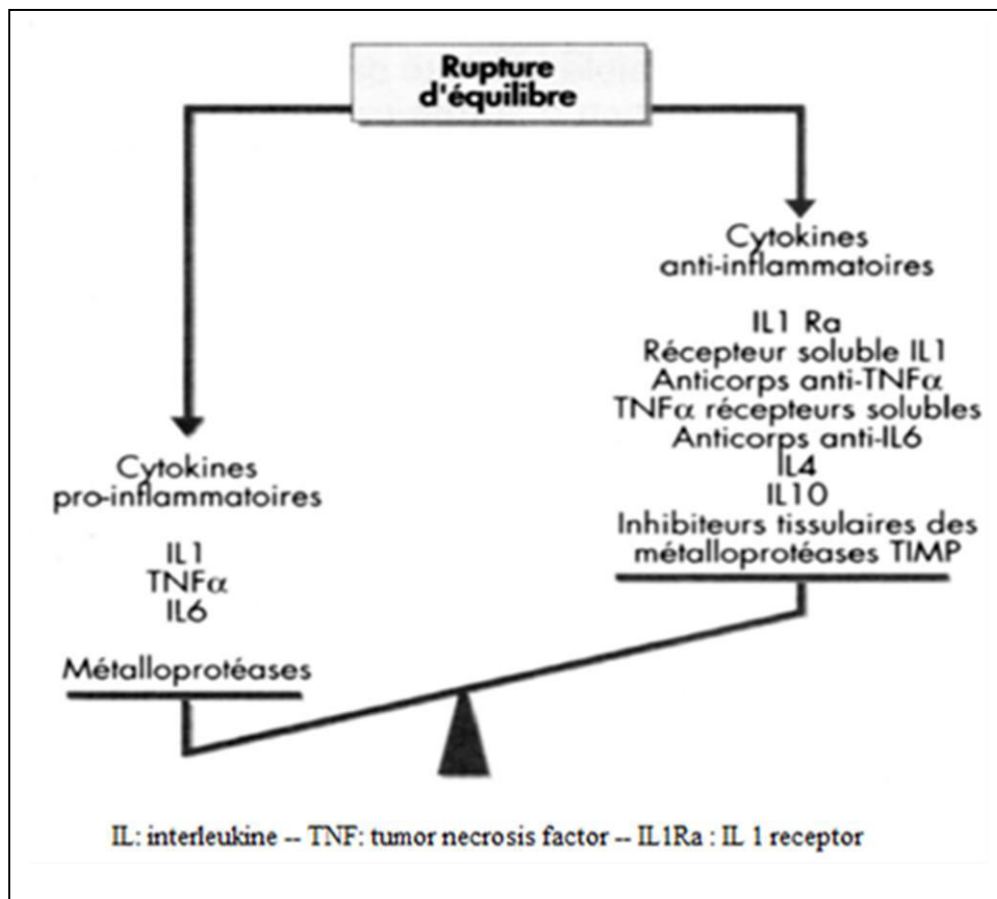 Rupture
d'équilibre
Cytokines
anti-inflammatoires
IL1 Ra
Récepteur soluble IL1
Anticorps anti-TNFα
TNFα récepteurs solubles
Anticorps anti-IL6
IL4
IL10
Inhibiteurs tissulaires des
métalloprotéases TIMP
Cytokines
pro-inflammatoires
IL1
TNFα
IL6
Métalloprotéases
IL: interleukine -- TNF: tumor necrosis factor -- IL1Ra : IL 1 receptor